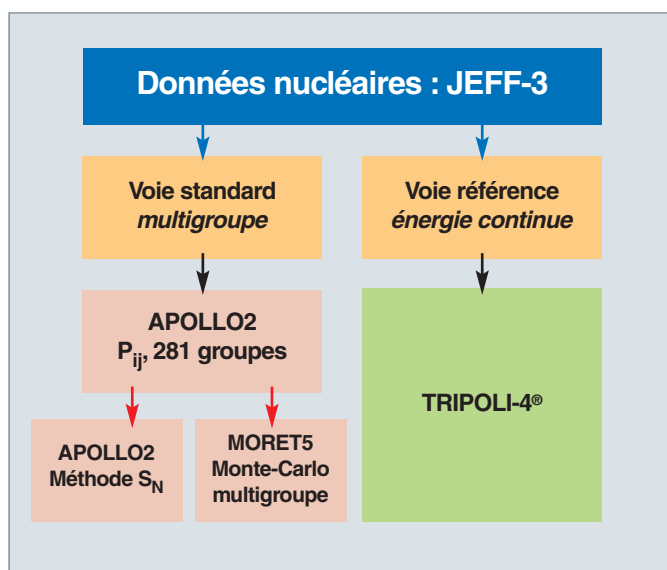 Données nucléaires : JEFF-3
Voie standard
multigroupe
Voie référence
énergie continue
APOLLO2
Pij, 281 groupes
TRIPOLI-4®
APOLLO2
Méthode SN
MORET5
Monte-Carlo
multigroupe